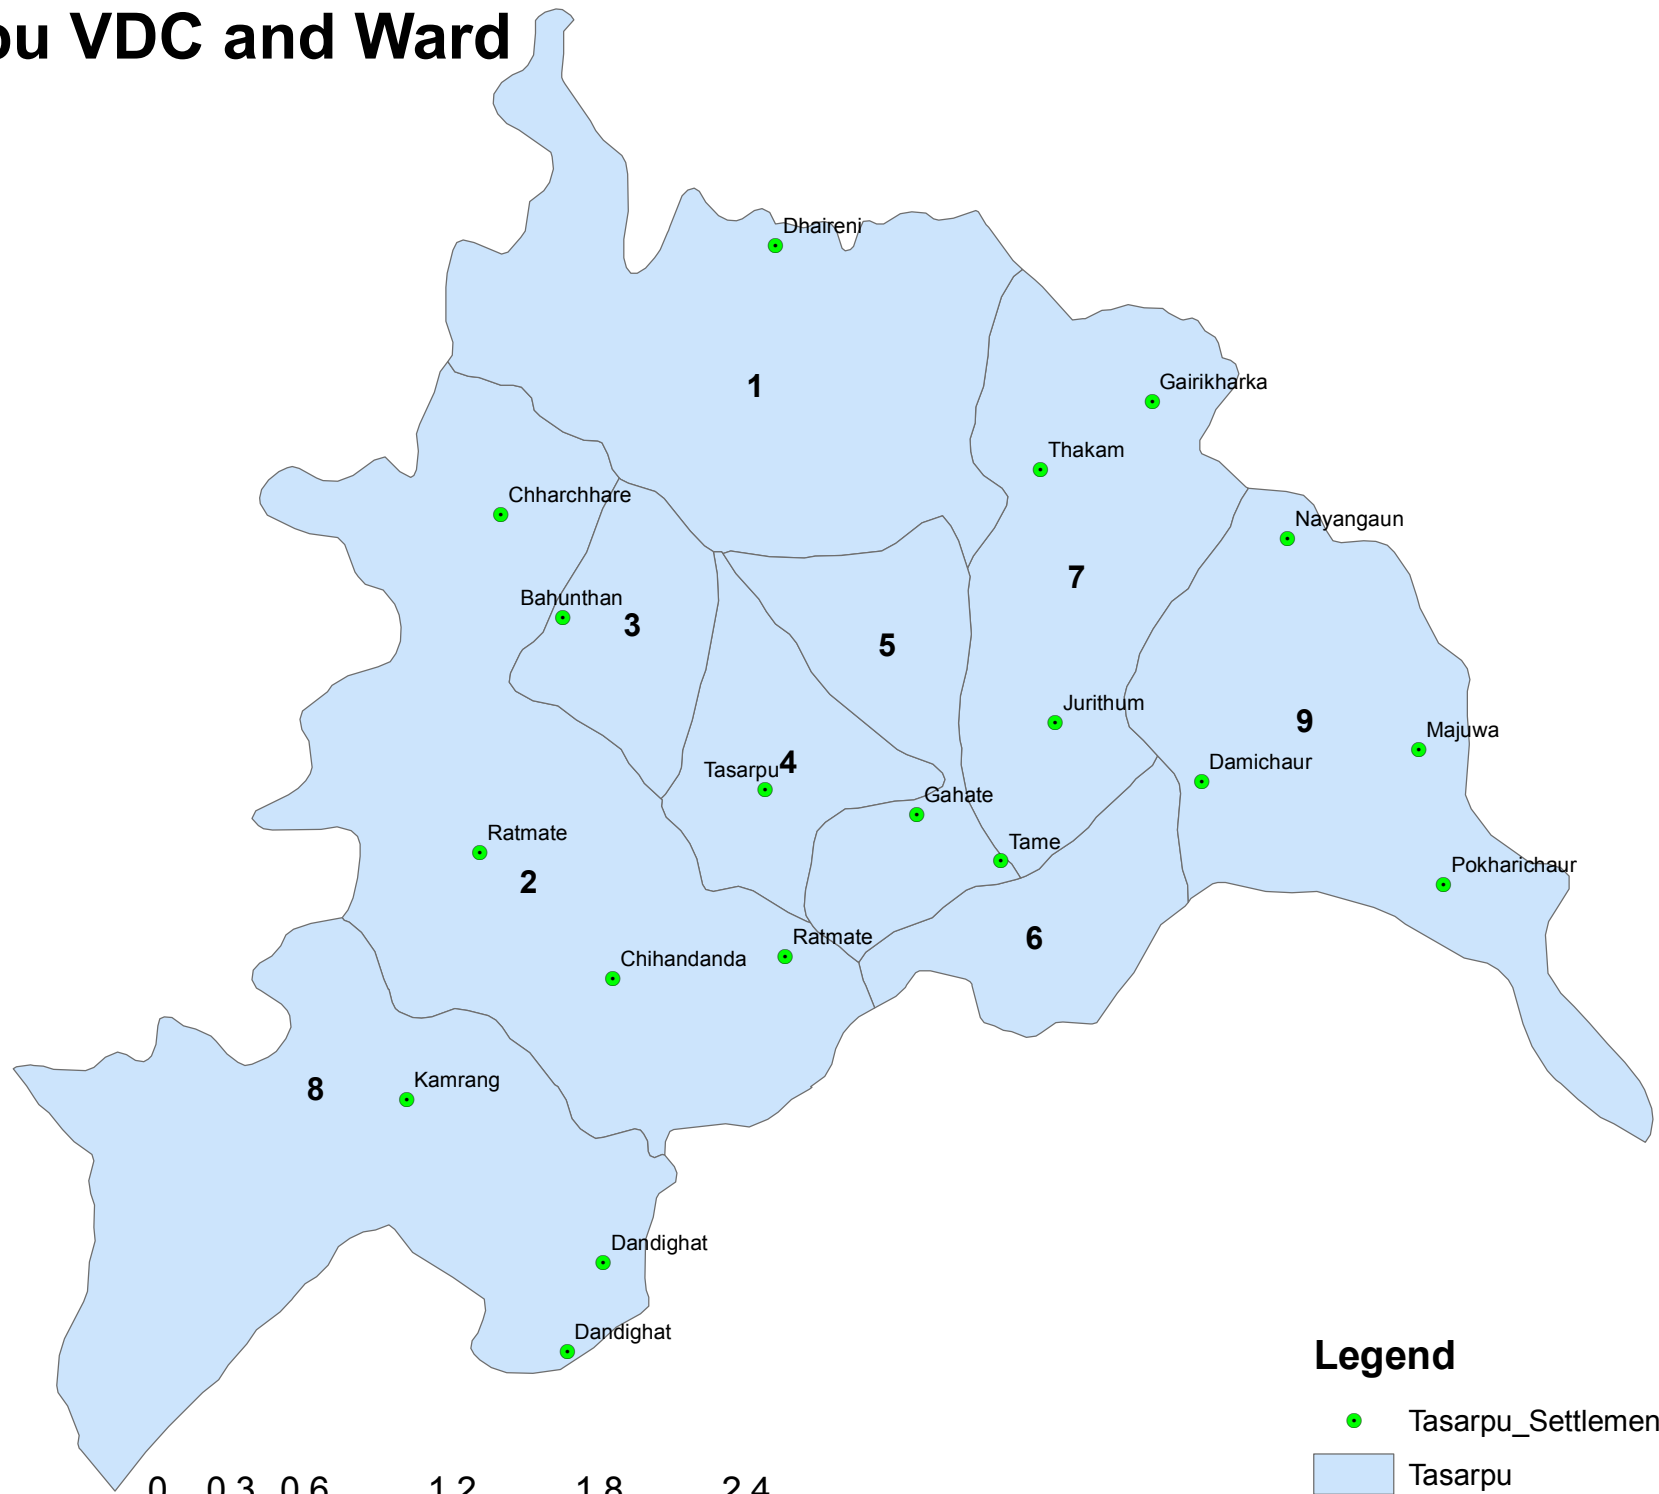 pu VDC and Ward
Dhaireni
1
Gairikharka
Thakam
Chharchhare
Nayangaun
7
Bahunthan
3
5
Jurithum
9
Majuwa
Tasarpu
4
Damichaur
Gahate
Ratmate
Tame
2
Pokharichaur
Ratmate
6
Chihandanda
8
Kamrang
Dandighat
Dandighat
Legend
Tasarpu_Settlemen
Tasarpu
0 0.3 0.6 1.2 1.8 2.4